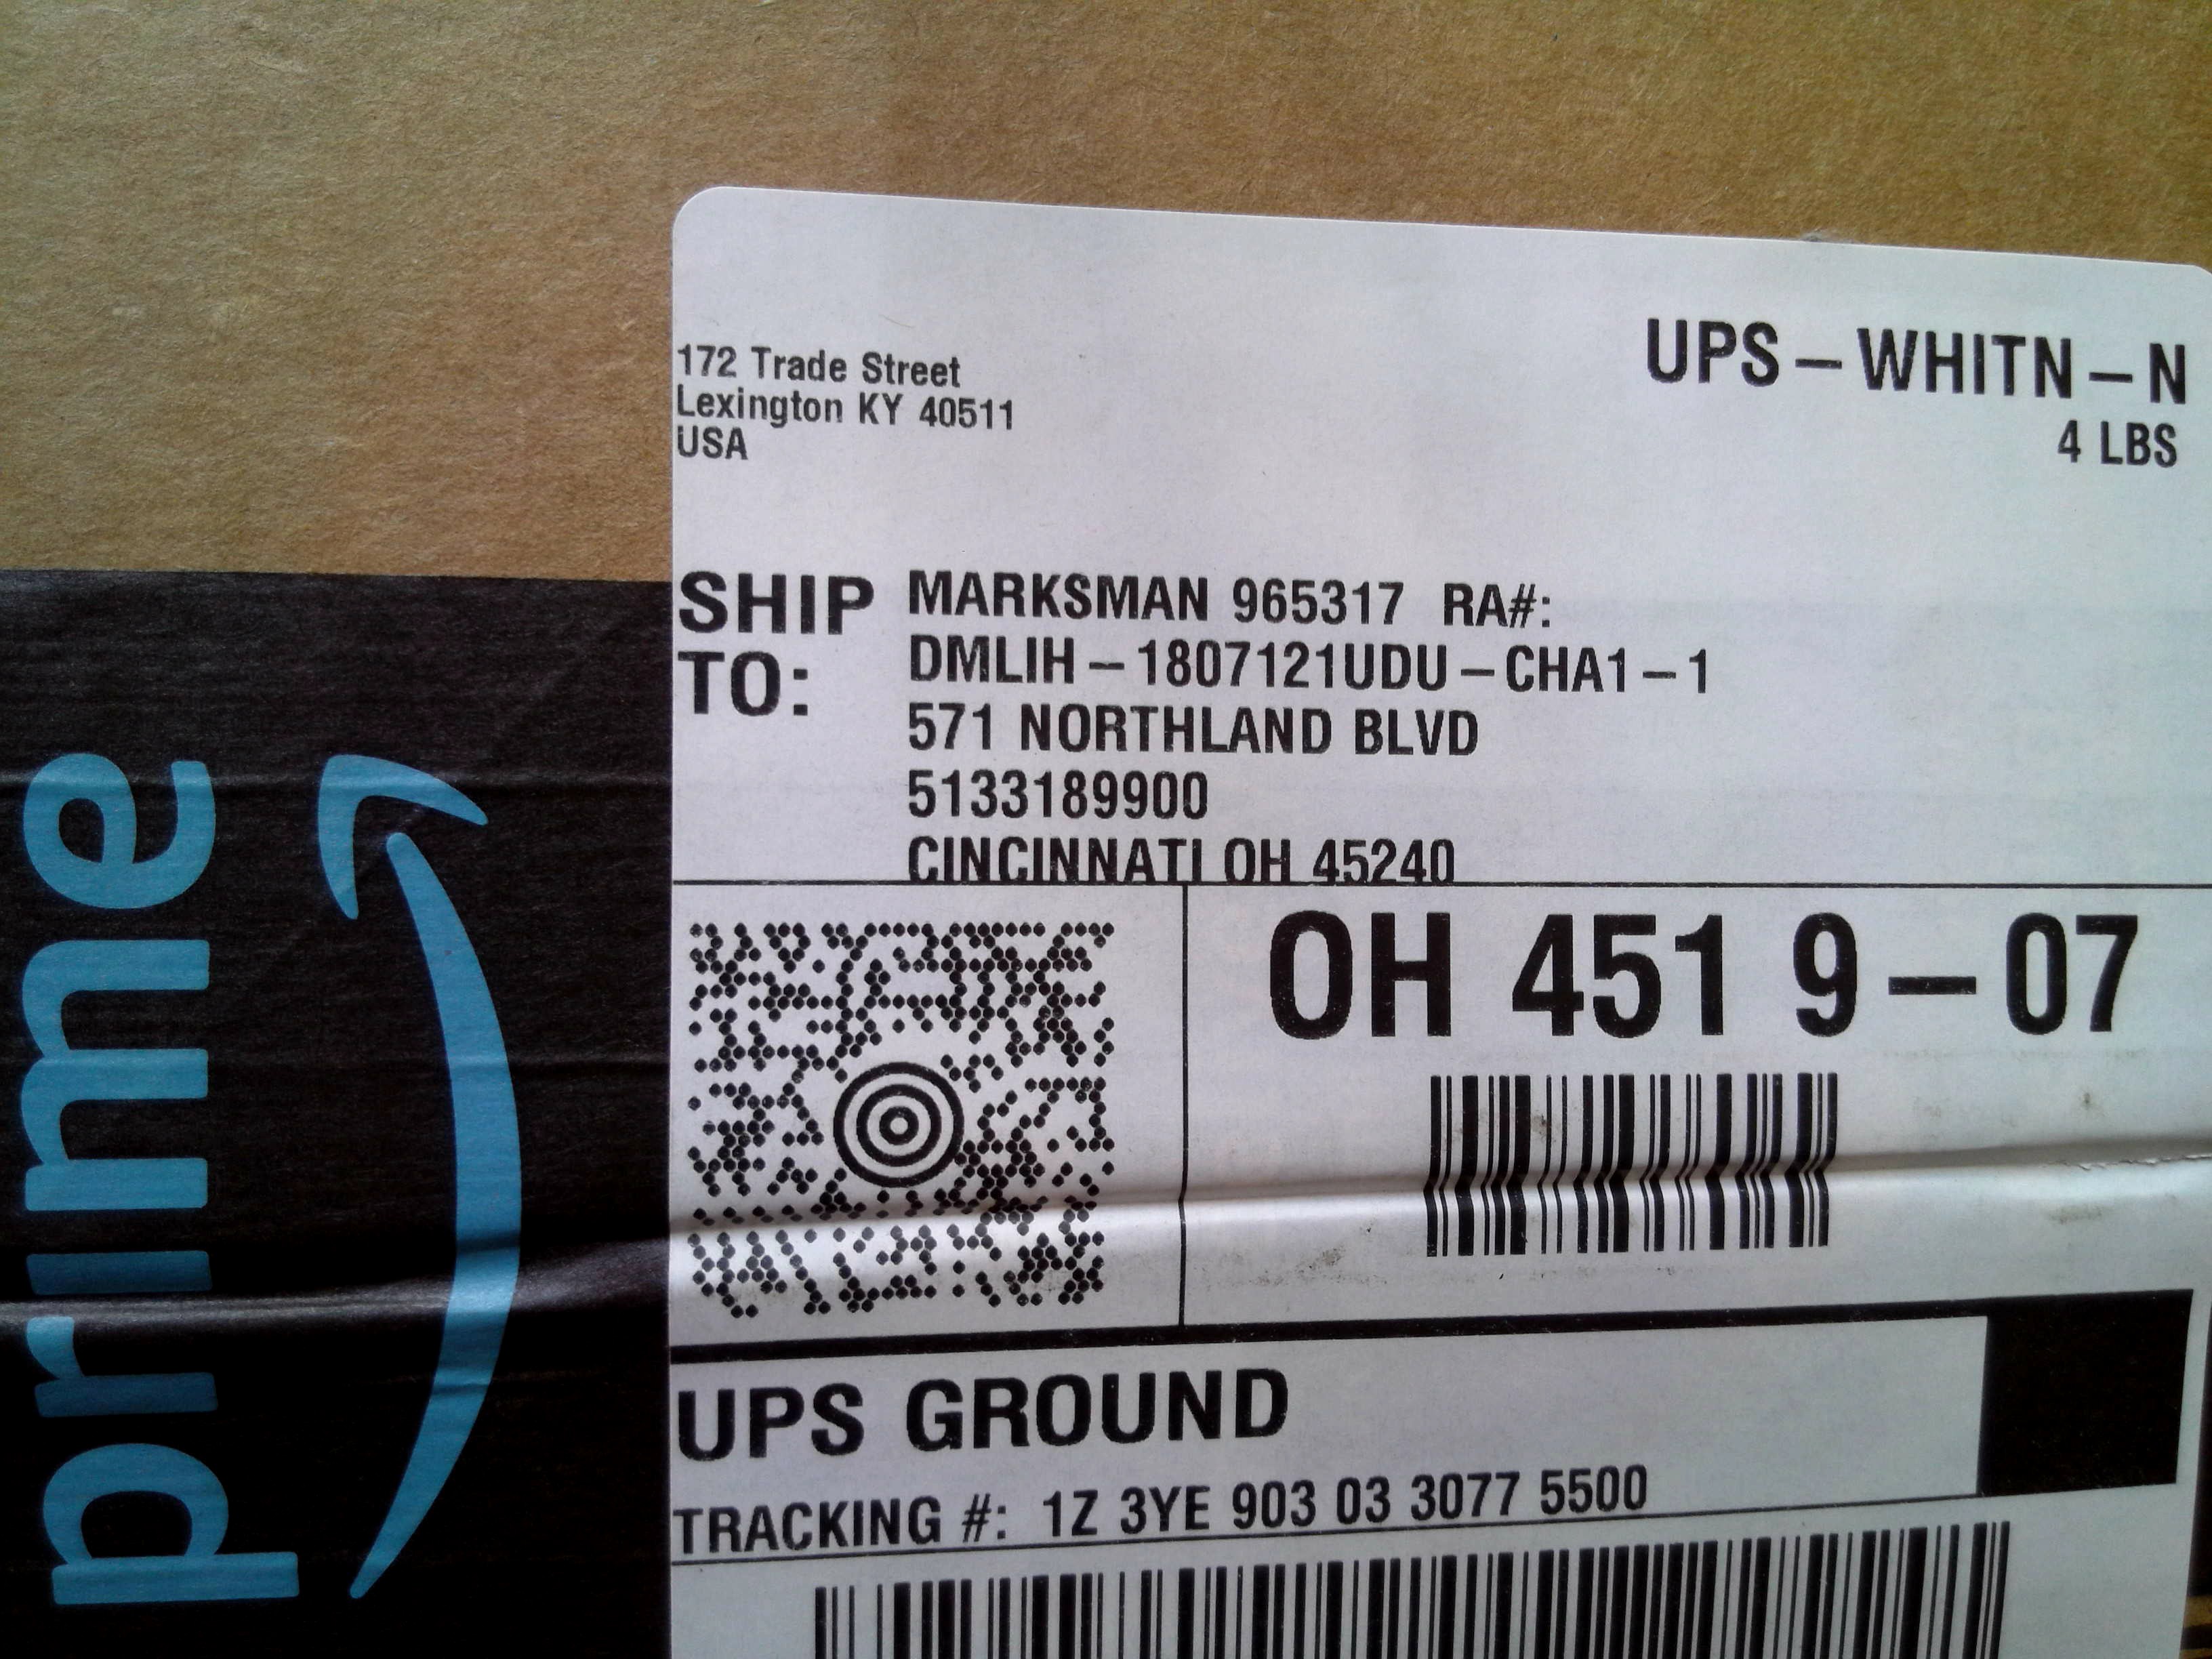 172 Trade Street
Lexington KY 40511
USA
UPS-WHITN-N
4 LBS
SHIP TO:
MARKSMAN 965317 RA#:
DMLIH-1807121UDU-CHA1-1
571 NORTHLAND BLVD
5133189900
CINCINNATI OH 45240
OH 451 9-07
UPS GROUND
TRACKING #: 1Z 3YE 903 03 3077 5500
prime